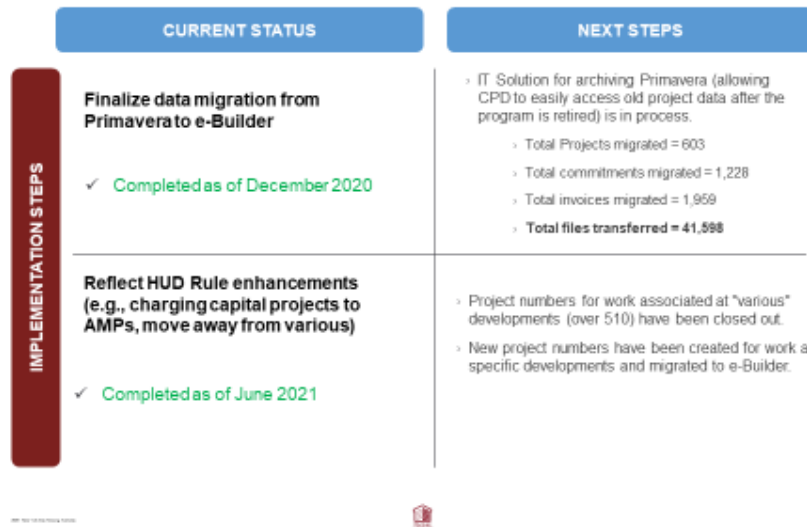 CURRENT STATUS
NEXT STEPS
IMPLEMENTATION STEPS
Finalize data migration from
Primavera to e-Builder
✓ Completed as of December 2020
› IT Solution for archiving Primavera (allowing
CPD to easily access old project data after the
program is retired) is in process.
› Total Projects migrated = 603
› Total commitments migrated = 1,228
› Total invoices migrated = 1,959
› Total files transferred = 41,598
Reflect HUD Rule enhancements
(e.g., charging capital projects to
AMPs, move away from various)
✓ Completed as of June 2021
› Project numbers for work associated at "various"
developments (over 510) have been closed out.
› New project numbers have been created for work a
specific developments and migrated to e-Builder.